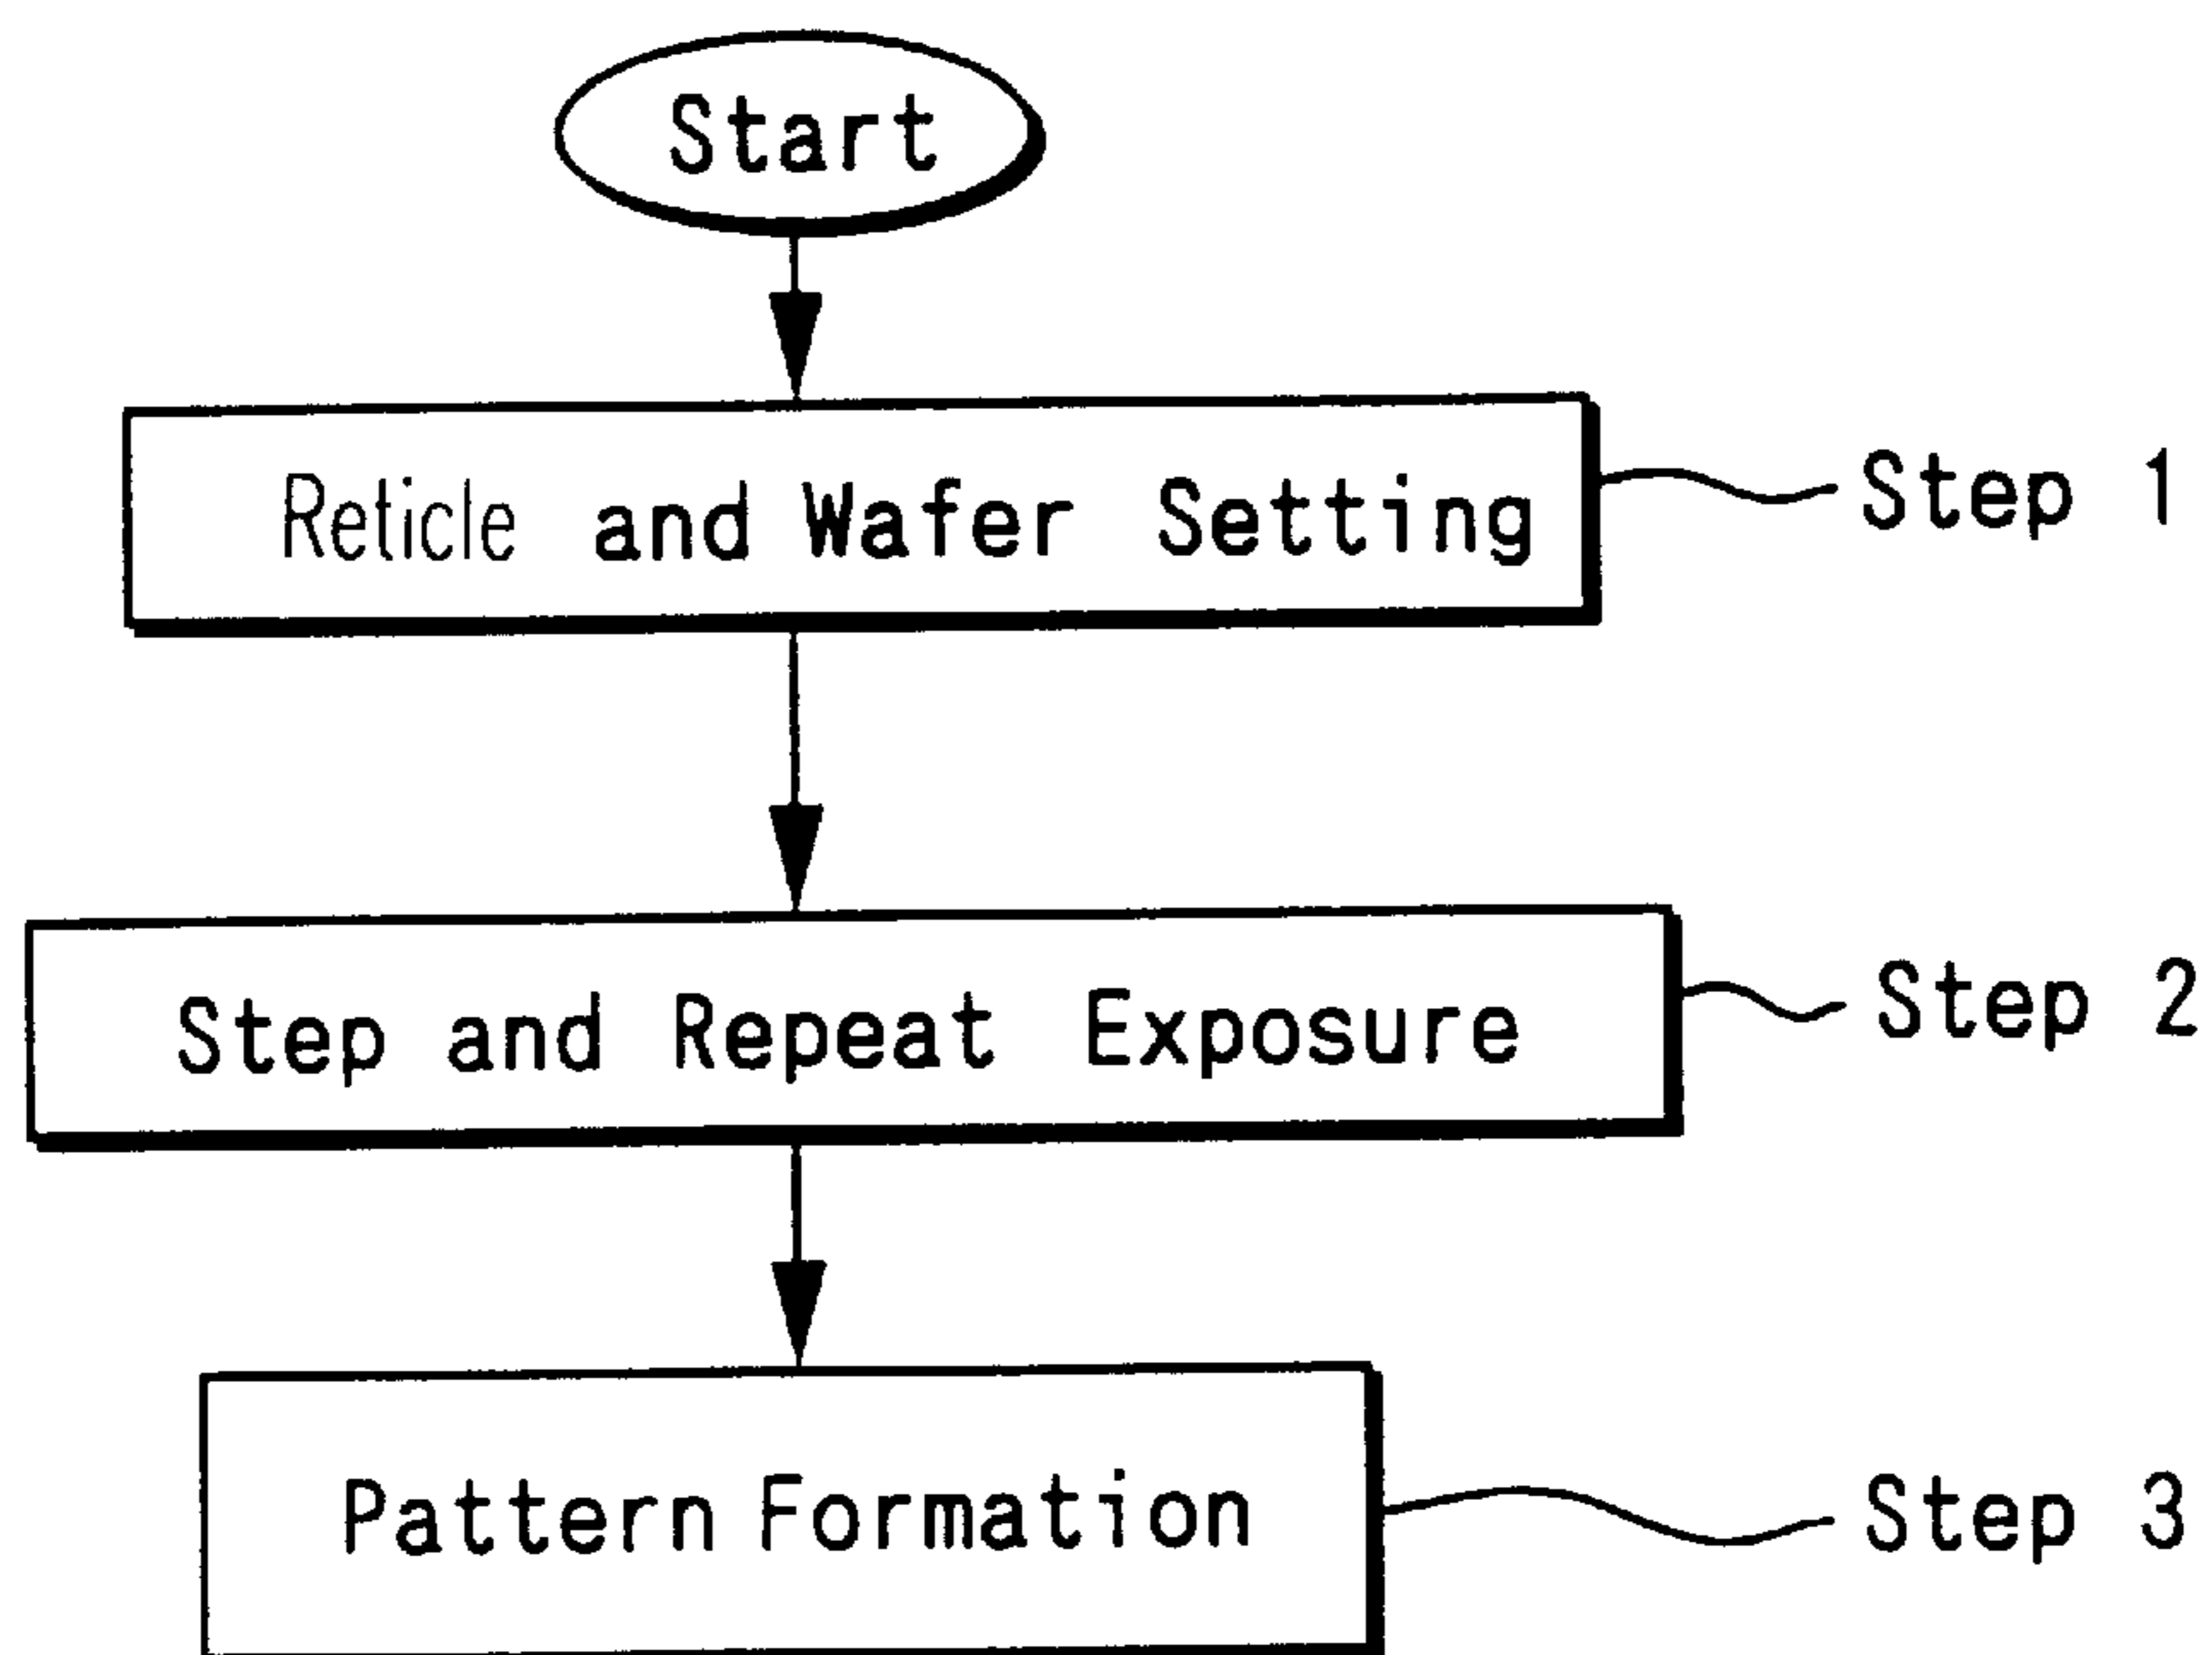 Start
Reticle and Wafer Setting
Step 1
Step and Repeat Exposure
Step 2
Pattern Formation
Step 3